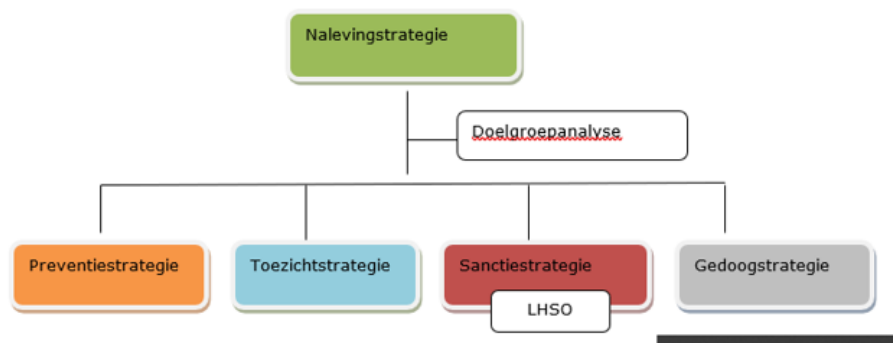 Nalevingstrategie
Doelgroepanalyse
Preventiestrategie
Toezichtstrategie
Sanctiestrategie
Gedoogstrategie
LHSO